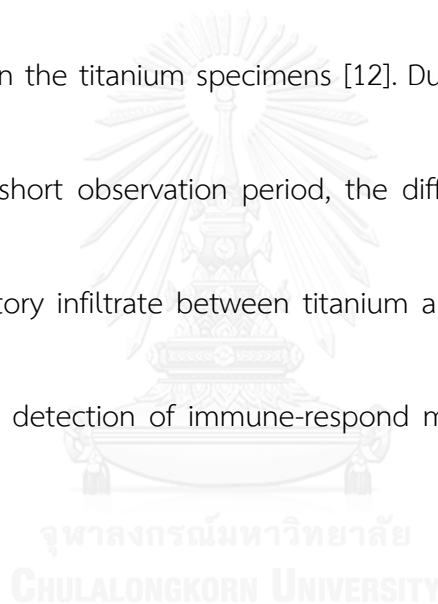 n the titanium specimens [12]. Du
short observation period, the diff
tory infiltrate between titanium a
detection of immune-respond m
จุฬาลงกรณ์มหาวิทยาลัย
CHULALONGKORN UNIVERSITY